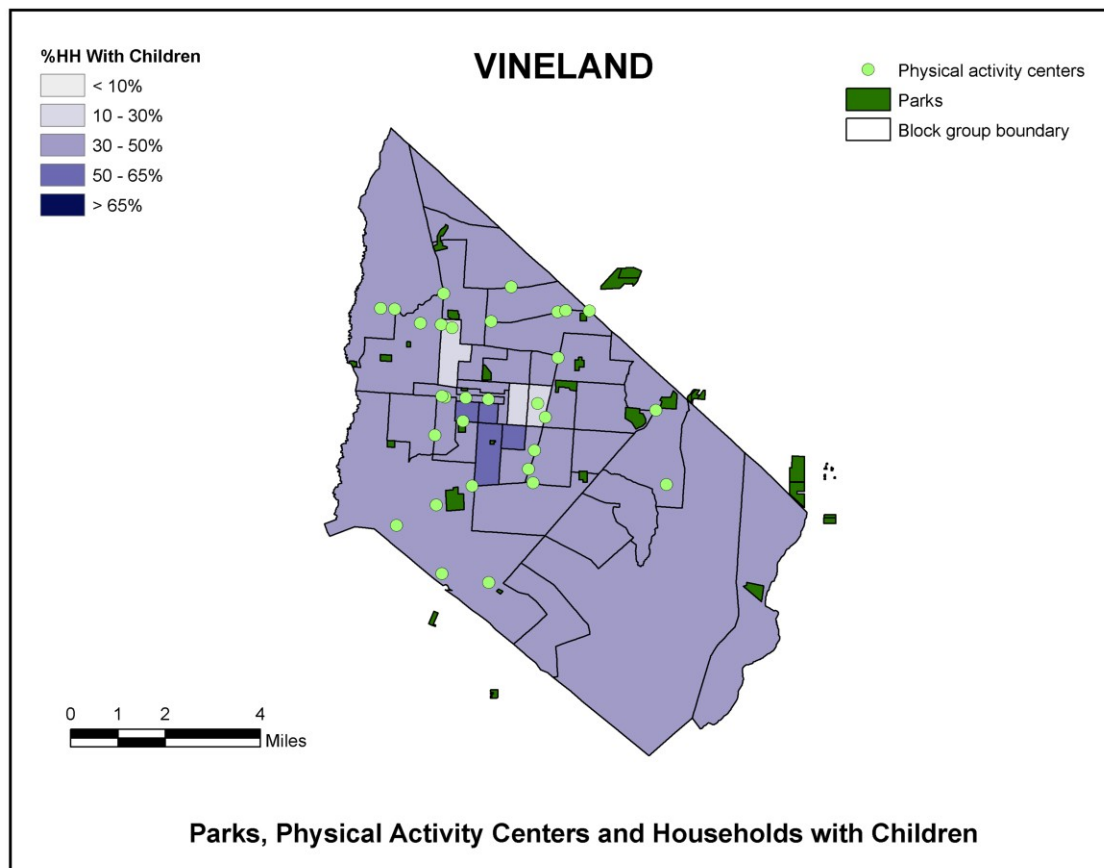 VINELAND
%HH With Children
< 10%
10 - 30%
30 - 50%
50 - 65%
> 65%
Physical activity centers
Parks
Block group boundary
0 1 2 4
Miles
Parks, Physical Activity Centers and Households with Children